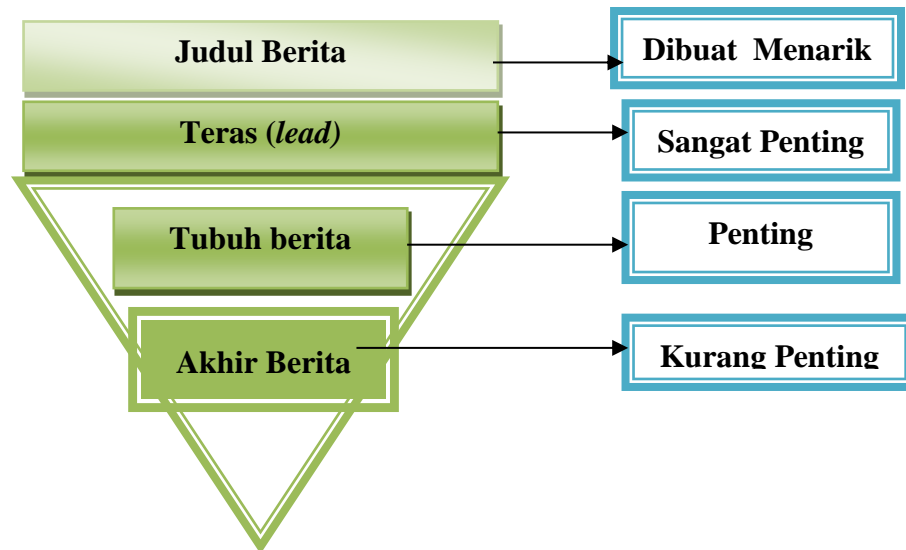 Judul Berita
Dibuat Menarik
Teras (lead)
Sangat Penting
Tubuh berita
Penting
Akhir Berita
Kurang Penting